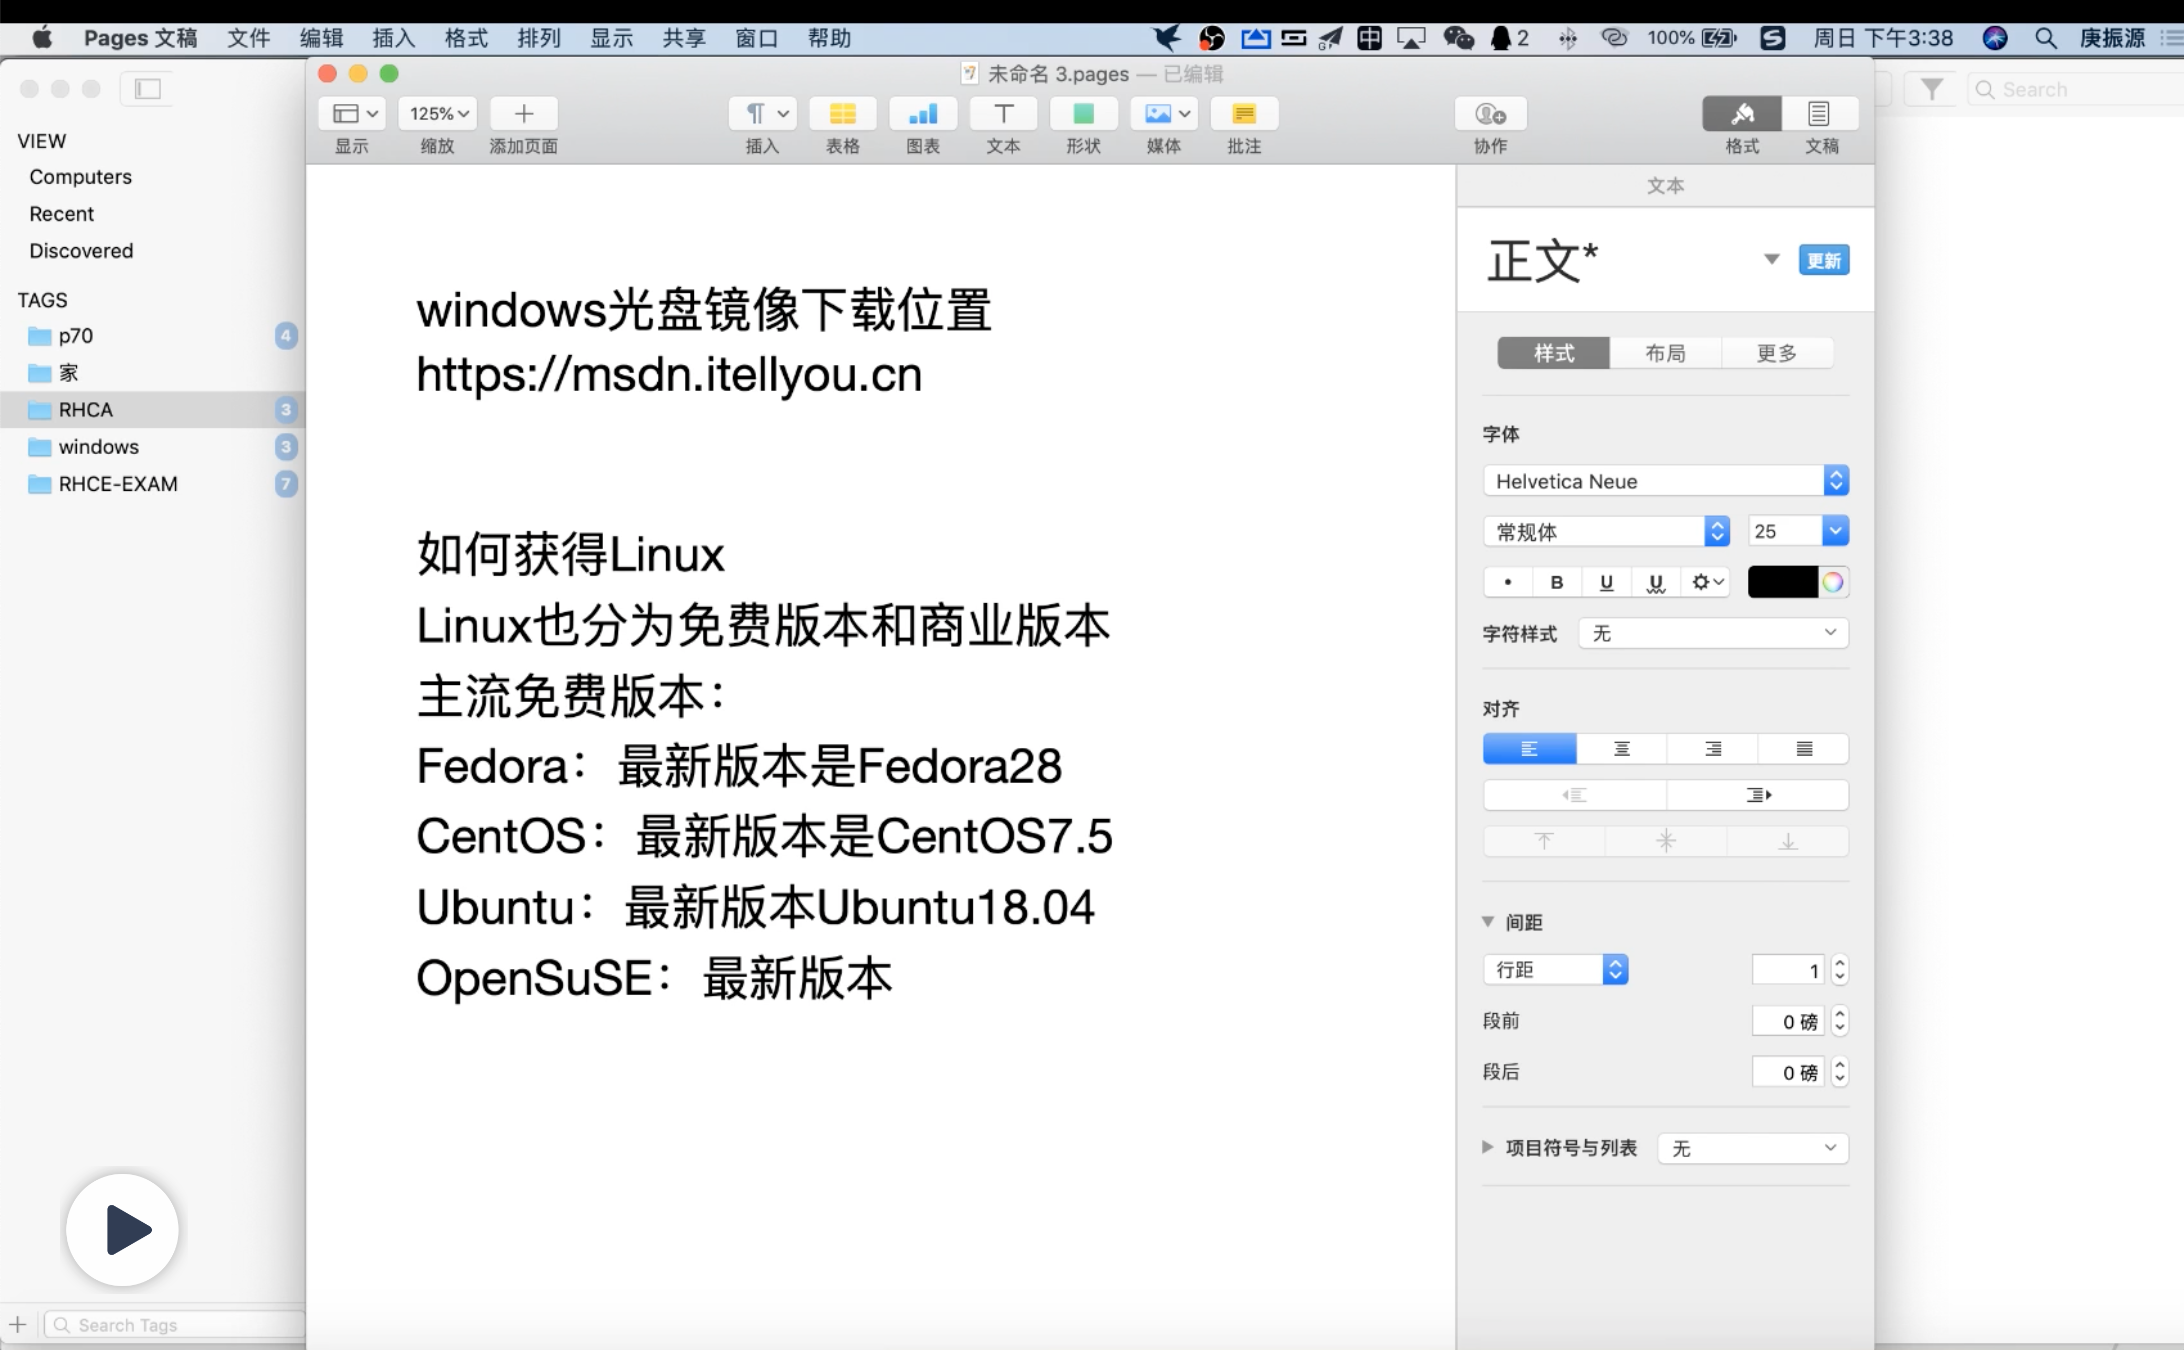 Pages 文稿 文件 编辑 插入 格式 排列 显示 共享 窗口 帮助 2 100% 周日 下午3:38 庚振源
未命名 3.pages — 已编辑
Search
125%
显示 缩放 添加页面 插入 表格 图表 文本 形状 媒体 批注 协作 格式 文稿
VIEW
Computers
Recent
Discovered
TAGS
p70 4
家
RHCA 3
windows 3
RHCE-EXAM 7
Search Tags
windows光盘镜像下载位置
https://msdn.itellyou.cn
如何获得Linux
Linux也分为免费版本和商业版本
主流免费版本：
Fedora：最新版本是Fedora28
CentOS：最新版本是CentOS7.5
Ubuntu：最新版本Ubuntu18.04
OpenSuSE：最新版本
文本
正文* 更新
样式 布局 更多
字体
Helvetica Neue
常规体 25
B U U
字符样式 无
对齐
间距
行距 1
段前 0 磅
段后 0 磅
项目符号与列表 无